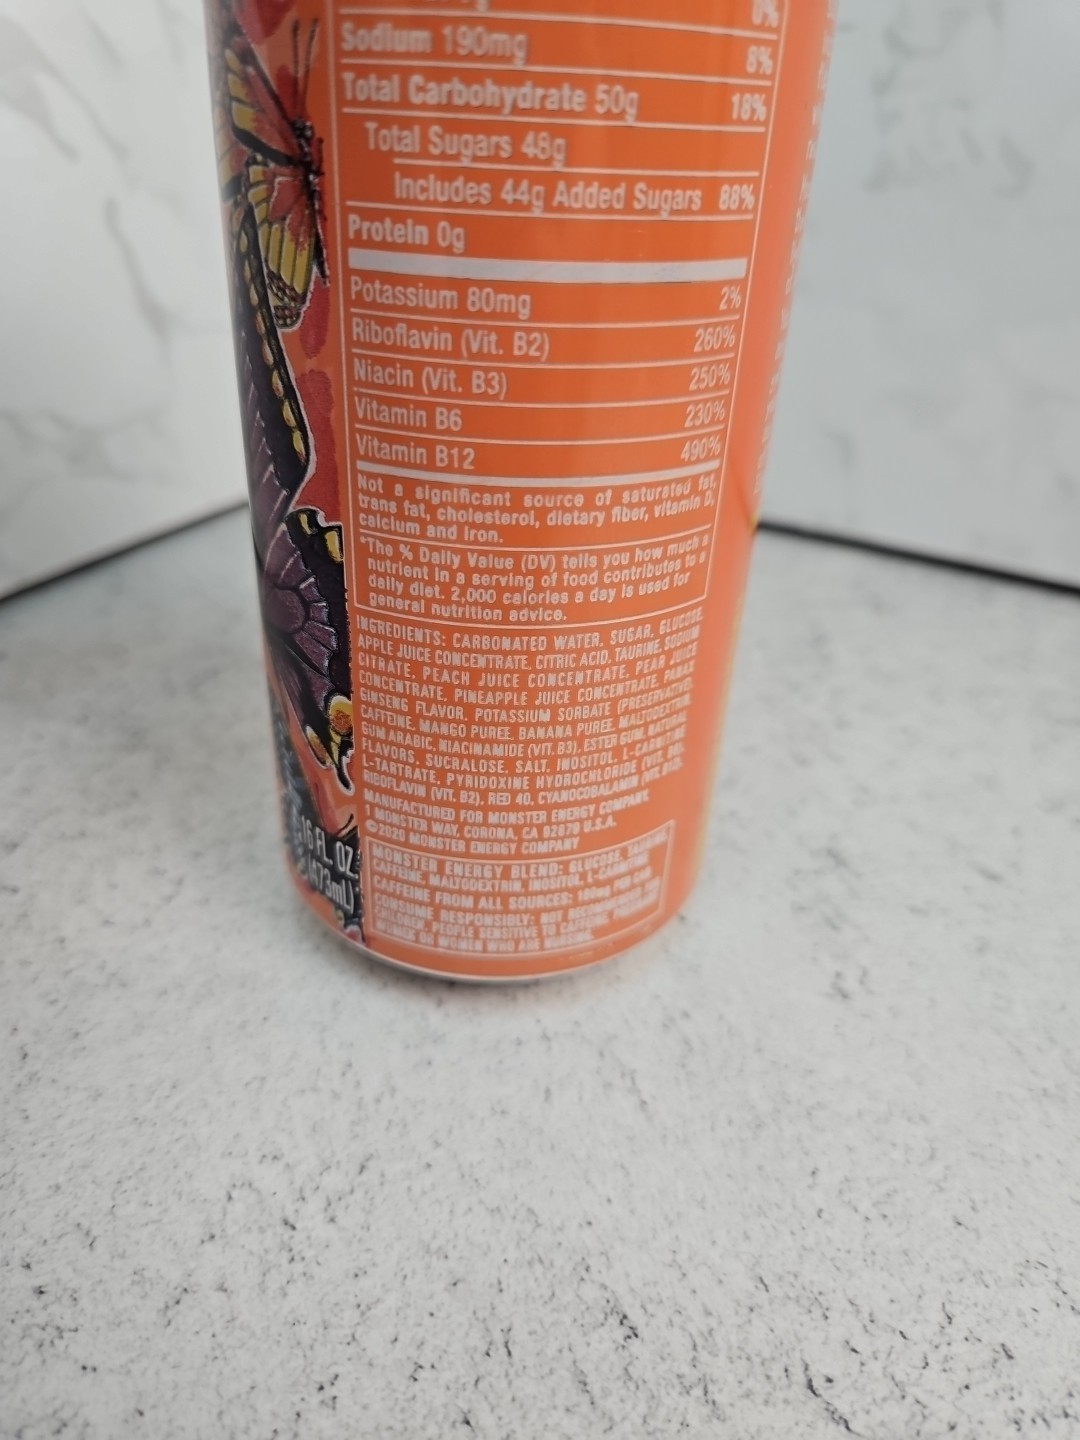 0%
Sodium 190mg 8%
Total Carbohydrate 50g 18%
Total Sugars 48g
Includes 44g Added Sugars 88%
Protein 0g
Potassium 80mg 2%
Riboflavin (Vit. B2) 260%
Niacin (Vit. B3) 250%
Vitamin B6 230%
Vitamin B12 490%
Not a significant source of saturated fat,
trans fat, cholesterol, dietary fiber, vitamin D,
calcium and iron.
*The % Daily Value (DV) tells you how much a
nutrient in a serving of food contributes to a
daily diet. 2,000 calories a day is used for
general nutrition advice.
INGREDIENTS: CARBONATED WATER, SUGAR, GLUCOSE,
APPLE JUICE CONCENTRATE, CITRIC ACID, TAURINE, SODIUM
CITRATE, PEACH JUICE CONCENTRATE, PEAR JUICE
CONCENTRATE, PINEAPPLE JUICE CONCENTRATE, PANAX
GINSENG FLAVOR, POTASSIUM SORBATE (PRESERVATIVE),
CAFFEINE, MANGO PUREE, BANANA PUREE, MALTODEXTRIN,
GUM ARABIC, NIACINAMIDE (VIT. B3), ESTER GUM, NATURAL
FLAVORS, SUCRALOSE, SALT, INOSITOL, L-CARNITINE
L-TARTRATE, PYRIDOXINE HYDROCHLORIDE (VIT. B6),
RIBOFLAVIN (VIT. B2), RED 40, CYANOCOBALAMIN (VIT. B12).
MANUFACTURED FOR MONSTER ENERGY COMPANY,
1 MONSTER WAY, CORONA, CA 92879 U.S.A.
©2020 MONSTER ENERGY COMPANY
MONSTER ENERGY BLEND: GLUCOSE, TAURINE,
CAFFEINE, MALTODEXTRIN, INOSITOL, L-CARNITINE
CAFFEINE FROM ALL SOURCES: 160mg PER CAN
CONSUME RESPONSIBLY: NOT RECOMMENDED FOR
CHILDREN, PEOPLE SENSITIVE TO CAFFEINE, PREGNANT
WOMEN OR WOMEN WHO ARE NURSING.
16 FL. OZ.
(473mL)